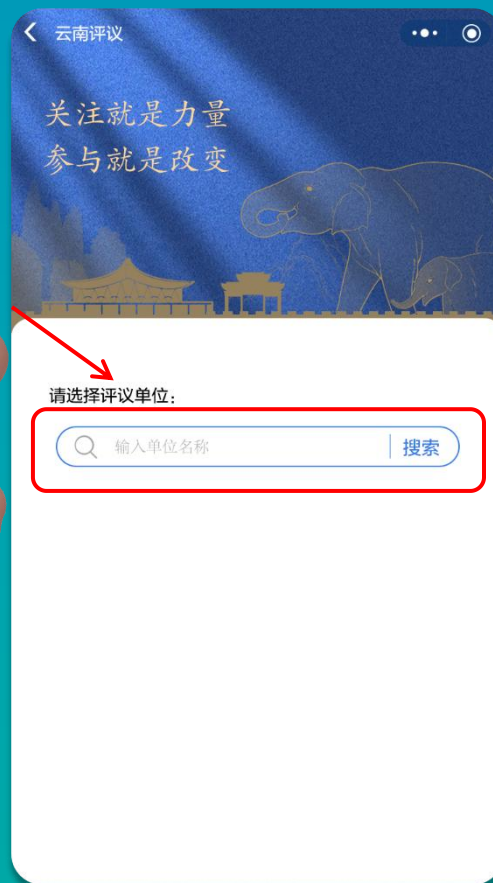 云南评议
关注就是力量
参与就是改变
请选择评议单位：
输入单位名称
搜索